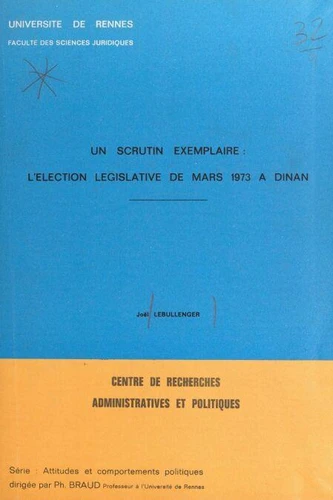 UNIVERSITE DE RENNES
FACULTE DES SCIENCES JURIDIQUES
UN SCRUTIN EXEMPLAIRE :
L'ELECTION LEGISLATIVE DE MARS 1973 A DINAN
Joël LEBULLENGER
CENTRE DE RECHERCHES
ADMINISTRATIVES ET POLITIQUES
Série : Attitudes et comportements politiques
dirigée par Ph. BRAUD Professeur à l'Université de Rennes